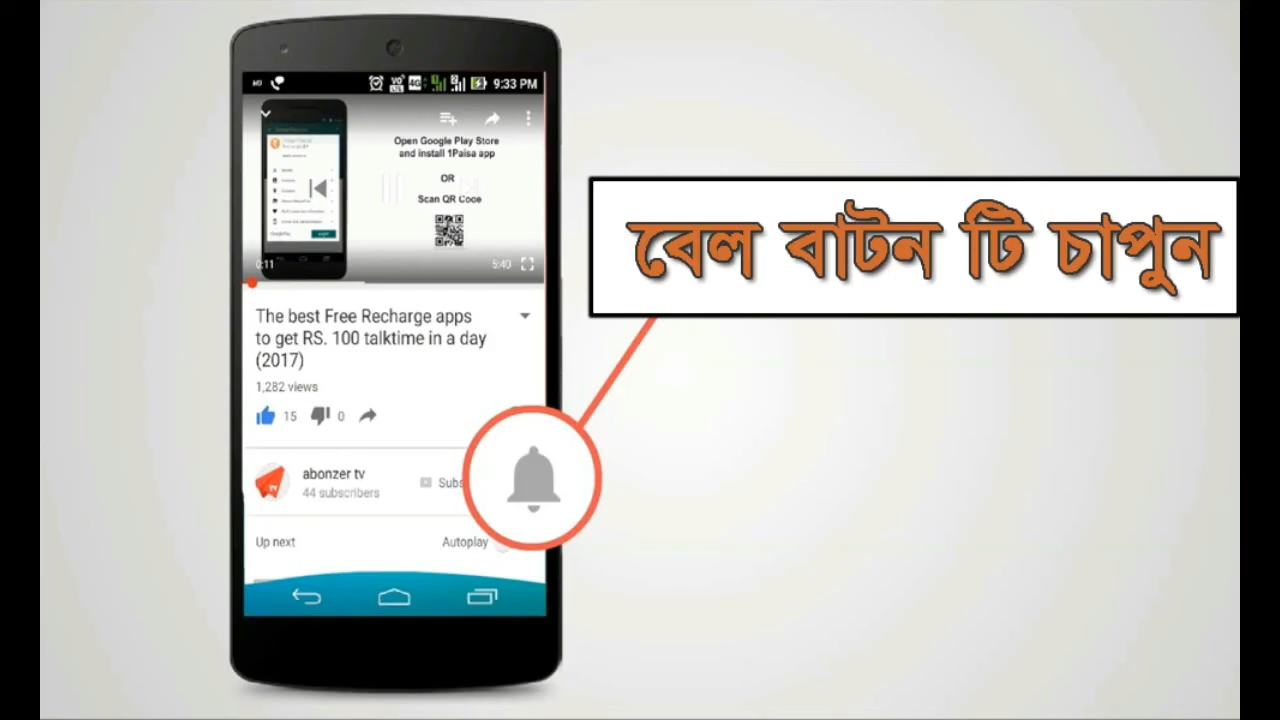 9:33 PM
Open Google Play Store
and install 1Paisa app
OR
Scan QR Code
0:11
5:40
বেল বাটন টি চাপুন
The best Free Recharge apps
to get RS. 100 talktime in a day
(2017)
1,282 views
15
0
abonzer tv
44 subscribers
Subs
Up next
Autoplay